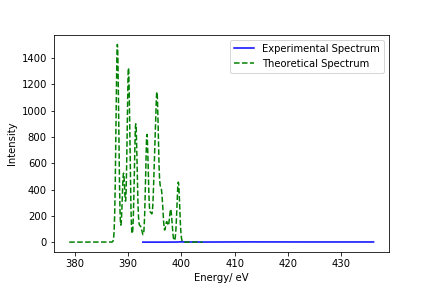 Experimental Spectrum
Theoretical Spectrum
1400
1200
1000
800
600
400
200
0
Intensity
380 390 400 410 420 430
Energy/ eV